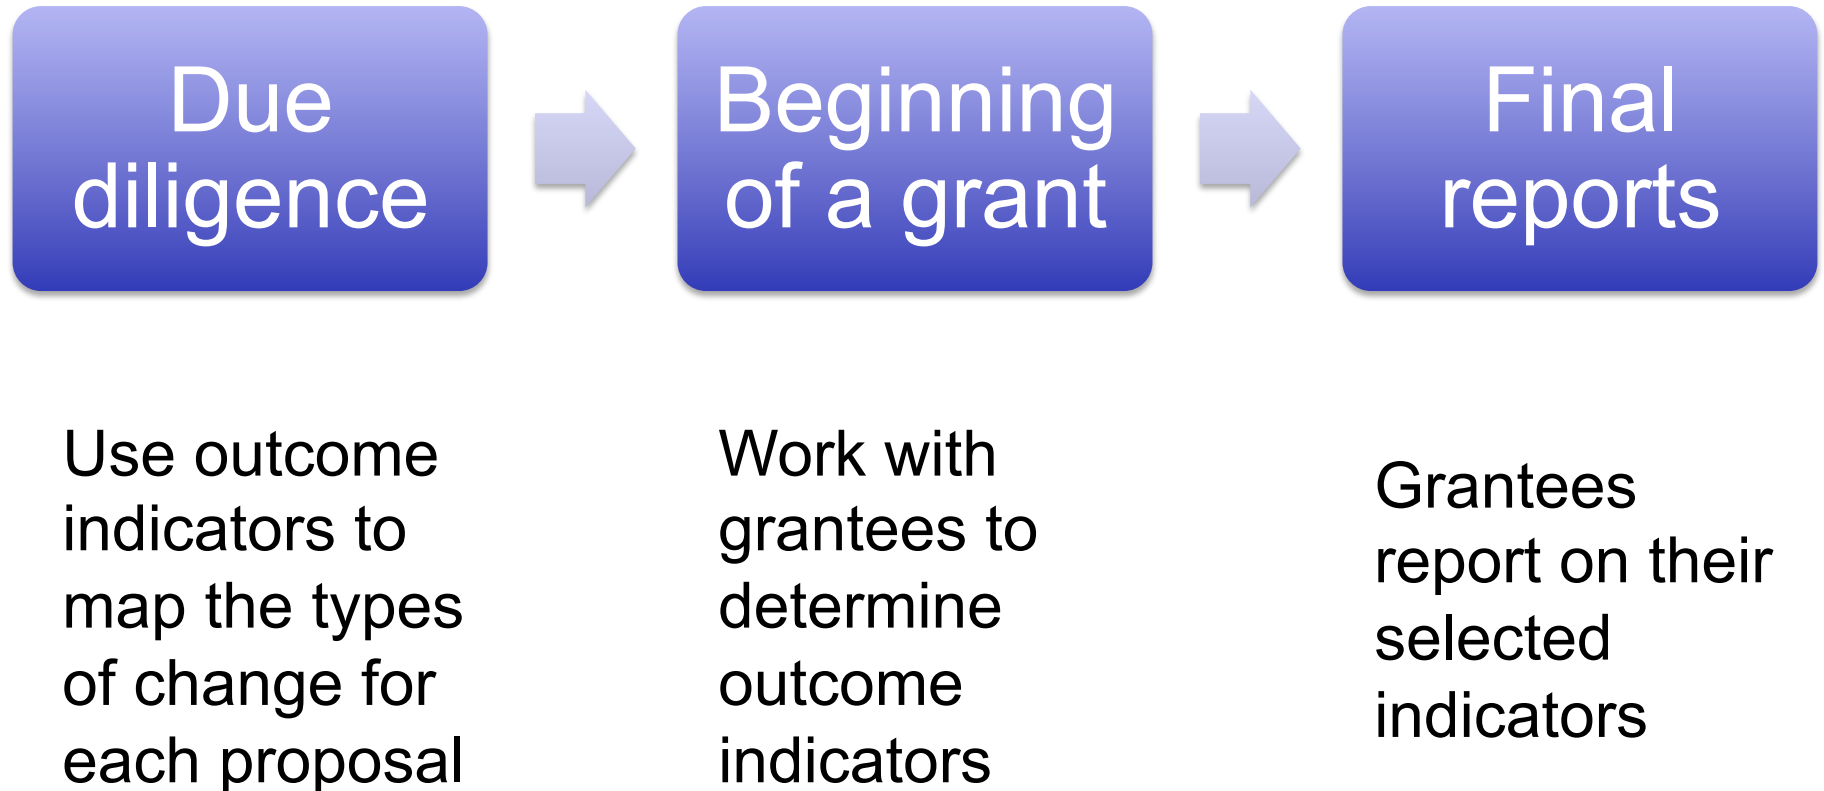 Due
diligence
Beginning
of a grant
Final
reports
Use outcome
indicators to
map the types
of change for
each proposal
Work with
grantees to
determine
outcome
indicators
Grantees
report on their
selected
indicators